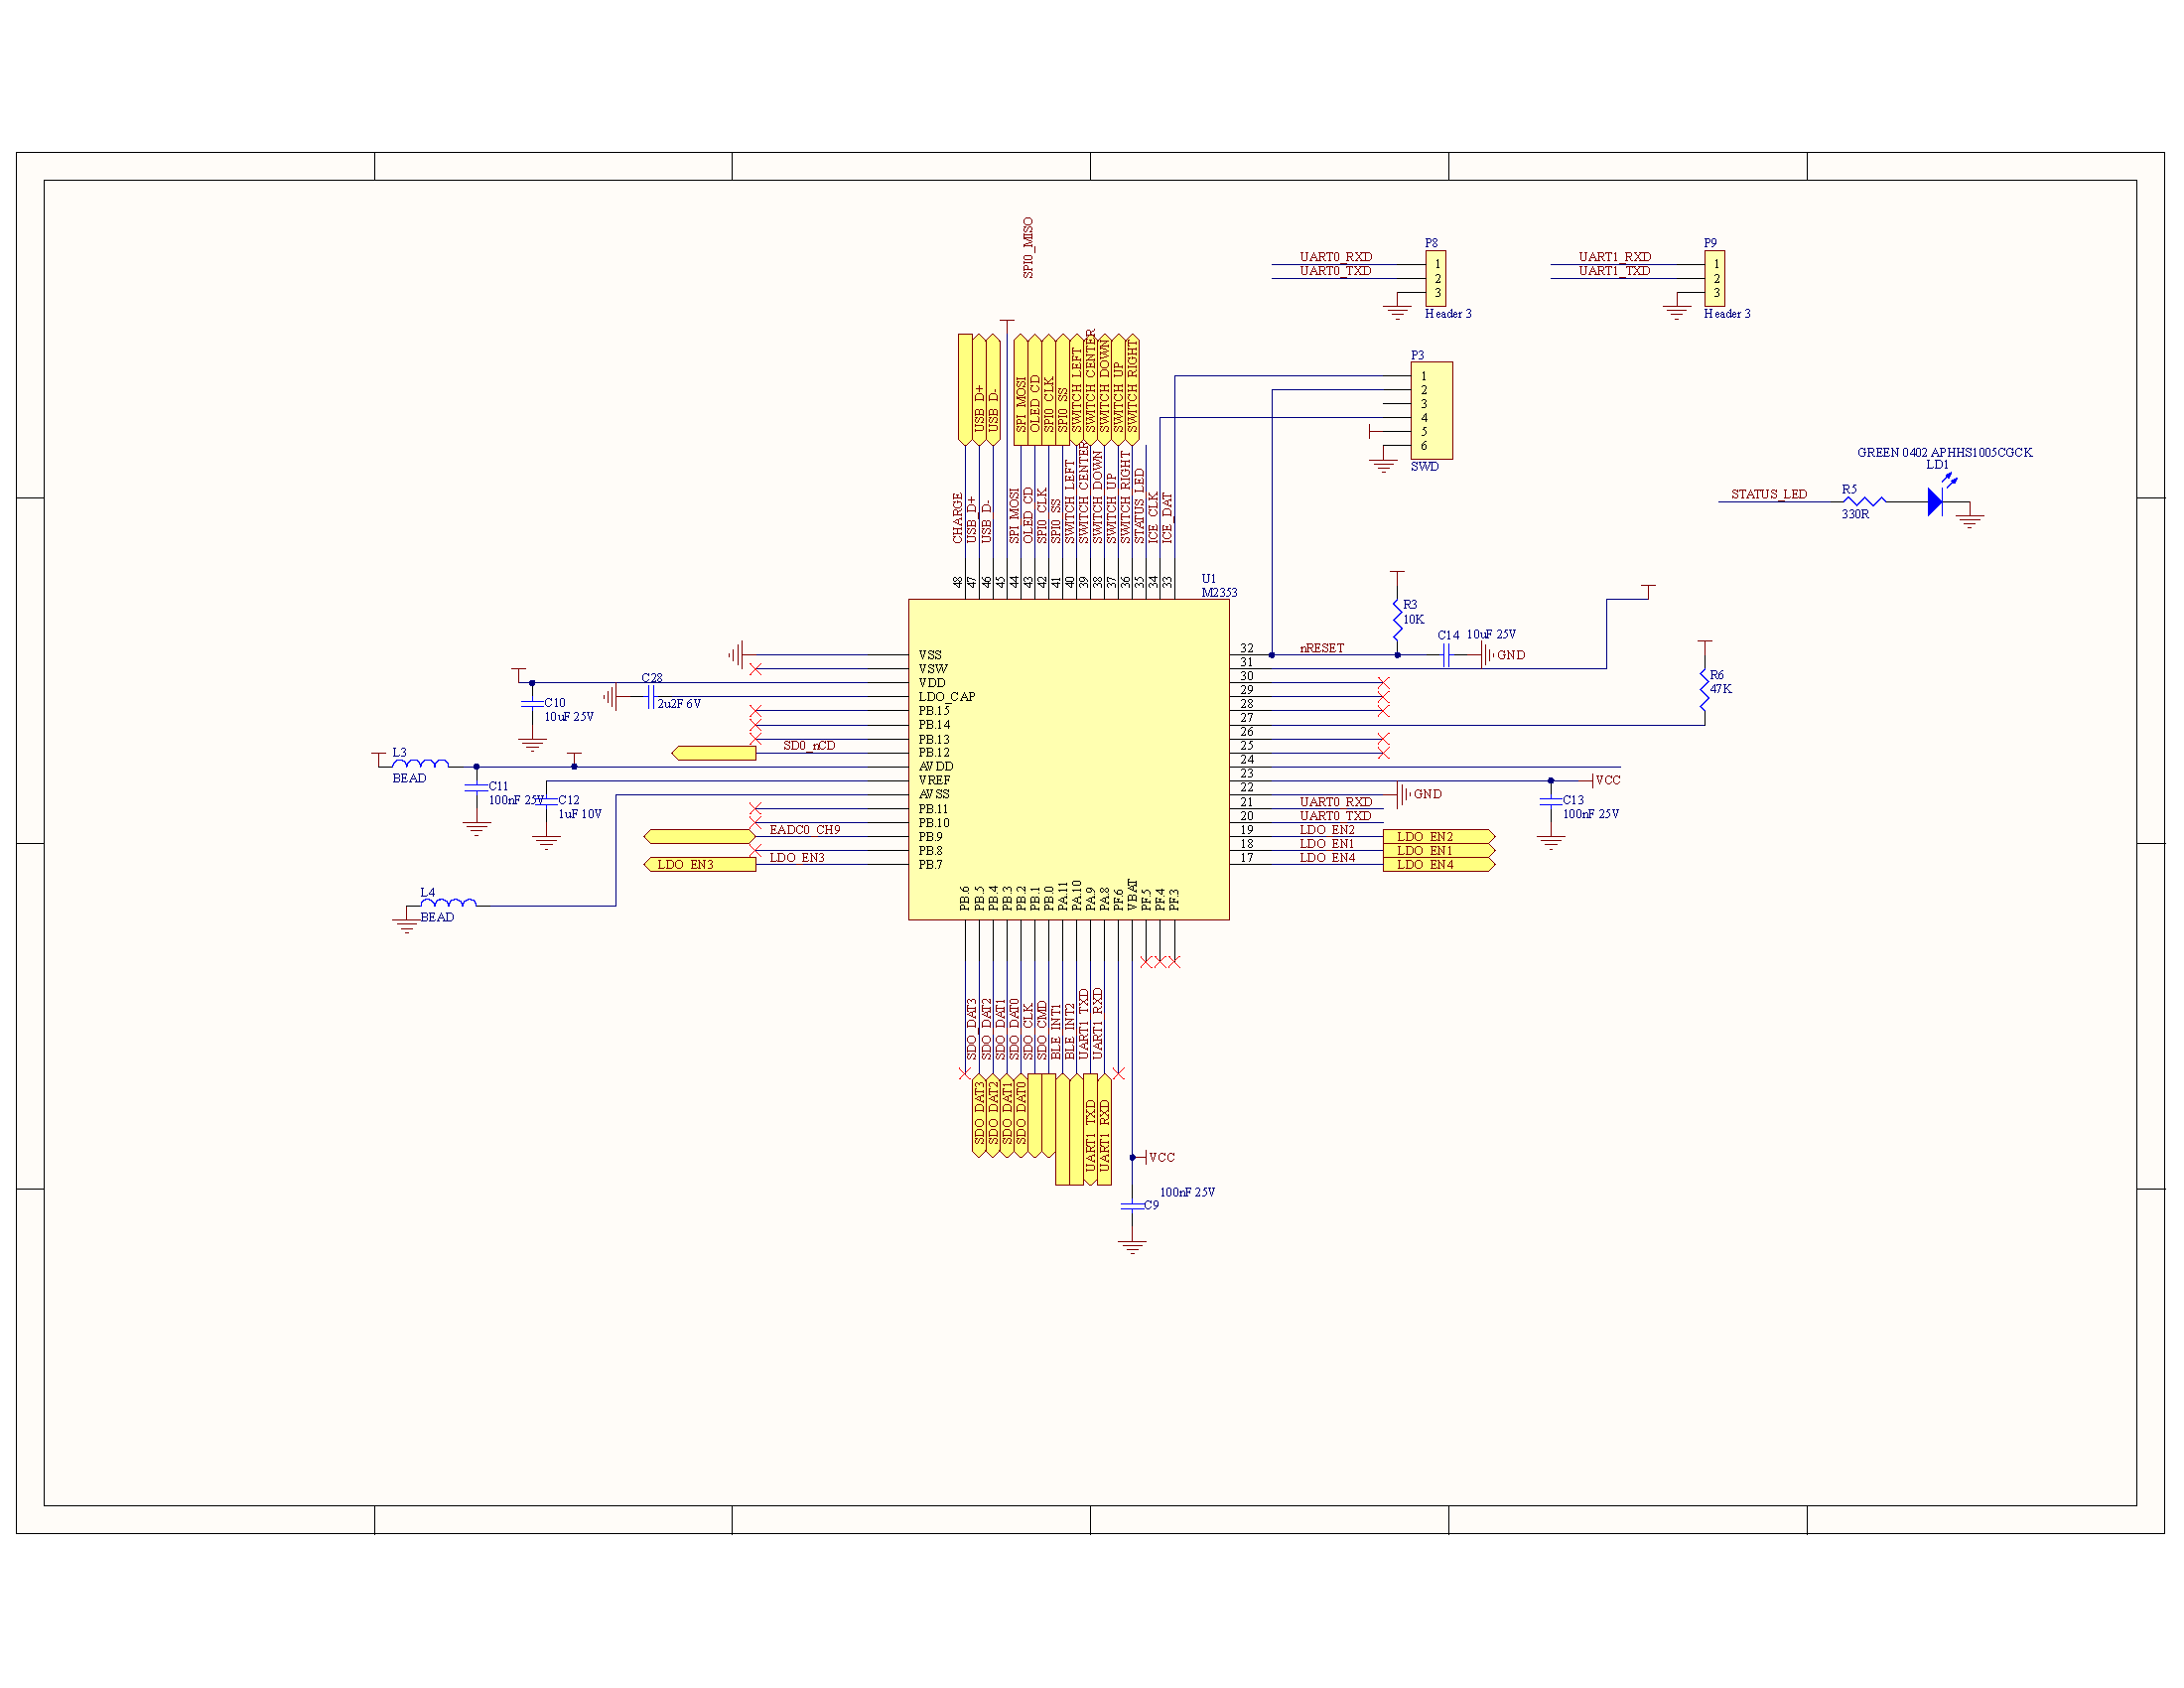 SPI0_MISO
P8
UART0_RXD
UART0_TXD
1
2
3
Header 3
P9
UART1_RXD
UART1_TXD
1
2
3
Header 3
P3
1
2
3
4
5
6
SWD
USB_D+
USB_D-
SPI_MOSI
OLED_CD
SPI0_CLK
SPI0_SS
SWITCH_LEFT
SWITCH_CENTER
SWITCH_DOWN
SWITCH_UP
SWITCH_RIGHT
CHARGE
USB_D+
USB_D-
SPI_MOSI
OLED_CD
SPI0_CLK
SPI0_SS
SWITCH_LEFT
SWITCH_CENTER
SWITCH_DOWN
SWITCH_UP
SWITCH_RIGHT
STATUS_LED
ICE_CLK
ICE_DAT
GREEN 0402 APHHS1005CGCK
LD1
STATUS_LED
R5
330R
48
47
46
45
44
43
42
41
40
39
38
37
36
35
34
33
U1
M2353
VSS
VSW
VDD
LDO_CAP
PB.15
PB.14
PB.13
PB.12
AVDD
VREF
AVSS
PB.11
PB.10
PB.9
PB.8
PB.7
32
31
30
29
28
27
26
25
24
23
22
21
20
19
18
17
nRESET
R3
10K
C14
10uF 25V
GND
R6
47K
C28
2u2F 6V
C10
10uF 25V
SD0_nCD
L3
BEAD
C11
100nF 25V
C12
1uF 10V
EADC0_CH9
LDO_EN3
LDO_EN3
L4
BEAD
VCC
GND
C13
100nF 25V
UART0_RXD
UART0_TXD
LDO_EN2
LDO_EN1
LDO_EN4
LDO_EN2
LDO_EN1
LDO_EN4
PB.6
PB.5
PB.4
PB.3
PB.2
PB.1
PB.0
PA.11
PA.10
PA.9
PA.8
PF.6
VBAT
PF.5
PF.4
PF.3
SDO_DAT3
SDO_DAT2
SDO_DAT1
SDO_DAT0
SDO_CLK
SDO_CMD
BLE_INT1
BLE_INT2
UART1_TXD
UART1_RXD
SDO_DAT3
SDO_DAT2
SDO_DAT1
SDO_DAT0
UART1_TXD
UART1_RXD
VCC
100nF 25V
C9